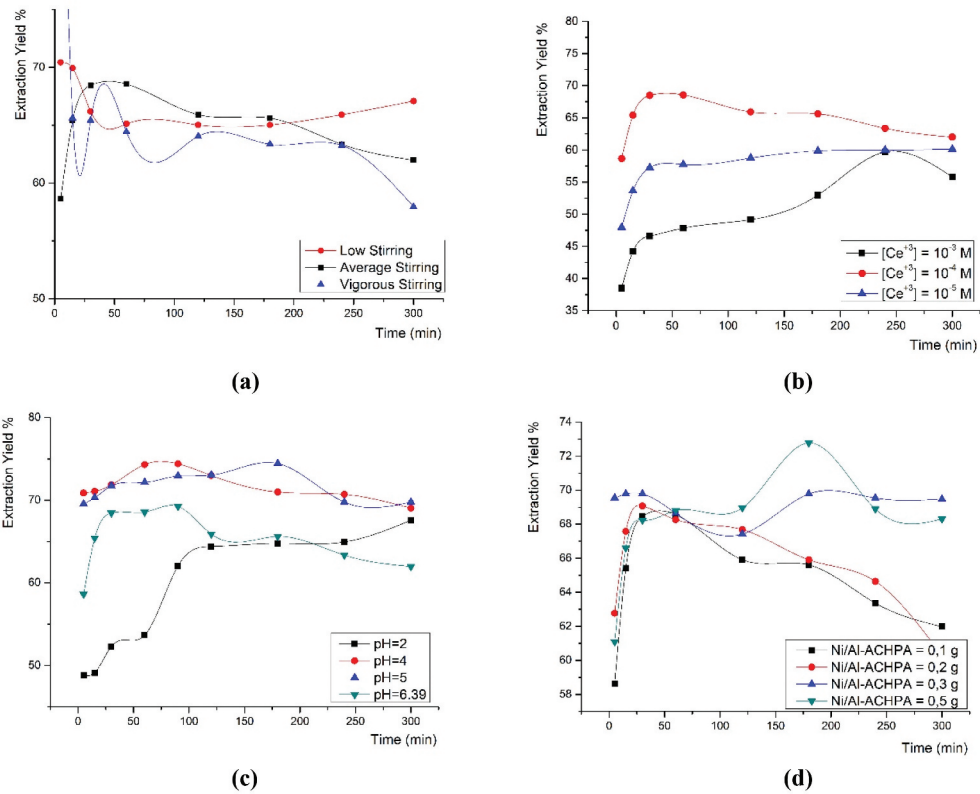 Extraction Yield %
70
60
50
0 50 100 150 200 250 300
Time (min)
Low Stirring
Average Stirring
Vigorous Stirring
(a)
Extraction Yield %
80
75
70
65
60
55
50
45
40
35
0 50 100 150 200 250 300
Time (min)
[Ce+3] = 10-3 M
[Ce+3] = 10-4 M
[Ce+3] = 10-5 M
(b)
Extraction Yield %
80
70
60
50
0 50 100 150 200 250 300
Time (min)
pH=2
pH=4
pH=5
pH=6.39
(c)
Extraction Yield %
74
72
70
68
66
64
62
60
58
0 50 100 150 200 250 300
Time (min)
Ni/Al-ACHPA = 0,1 g
Ni/Al-ACHPA = 0,2 g
Ni/Al-ACHPA = 0,3 g
Ni/Al-ACHPA = 0,5 g
(d)